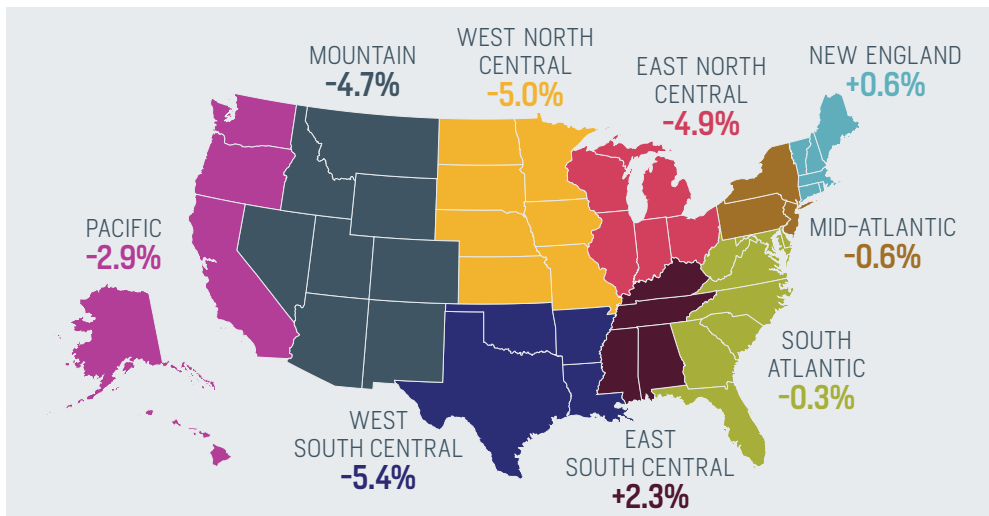 MOUNTAIN
-4.7%
WEST NORTH
CENTRAL
-5.0%
EAST NORTH
CENTRAL
-4.9%
NEW ENGLAND
+0.6%
PACIFIC
-2.9%
MID-ATLANTIC
-0.6%
SOUTH
ATLANTIC
-0.3%
WEST
SOUTH CENTRAL
-5.4%
EAST
SOUTH CENTRAL
+2.3%